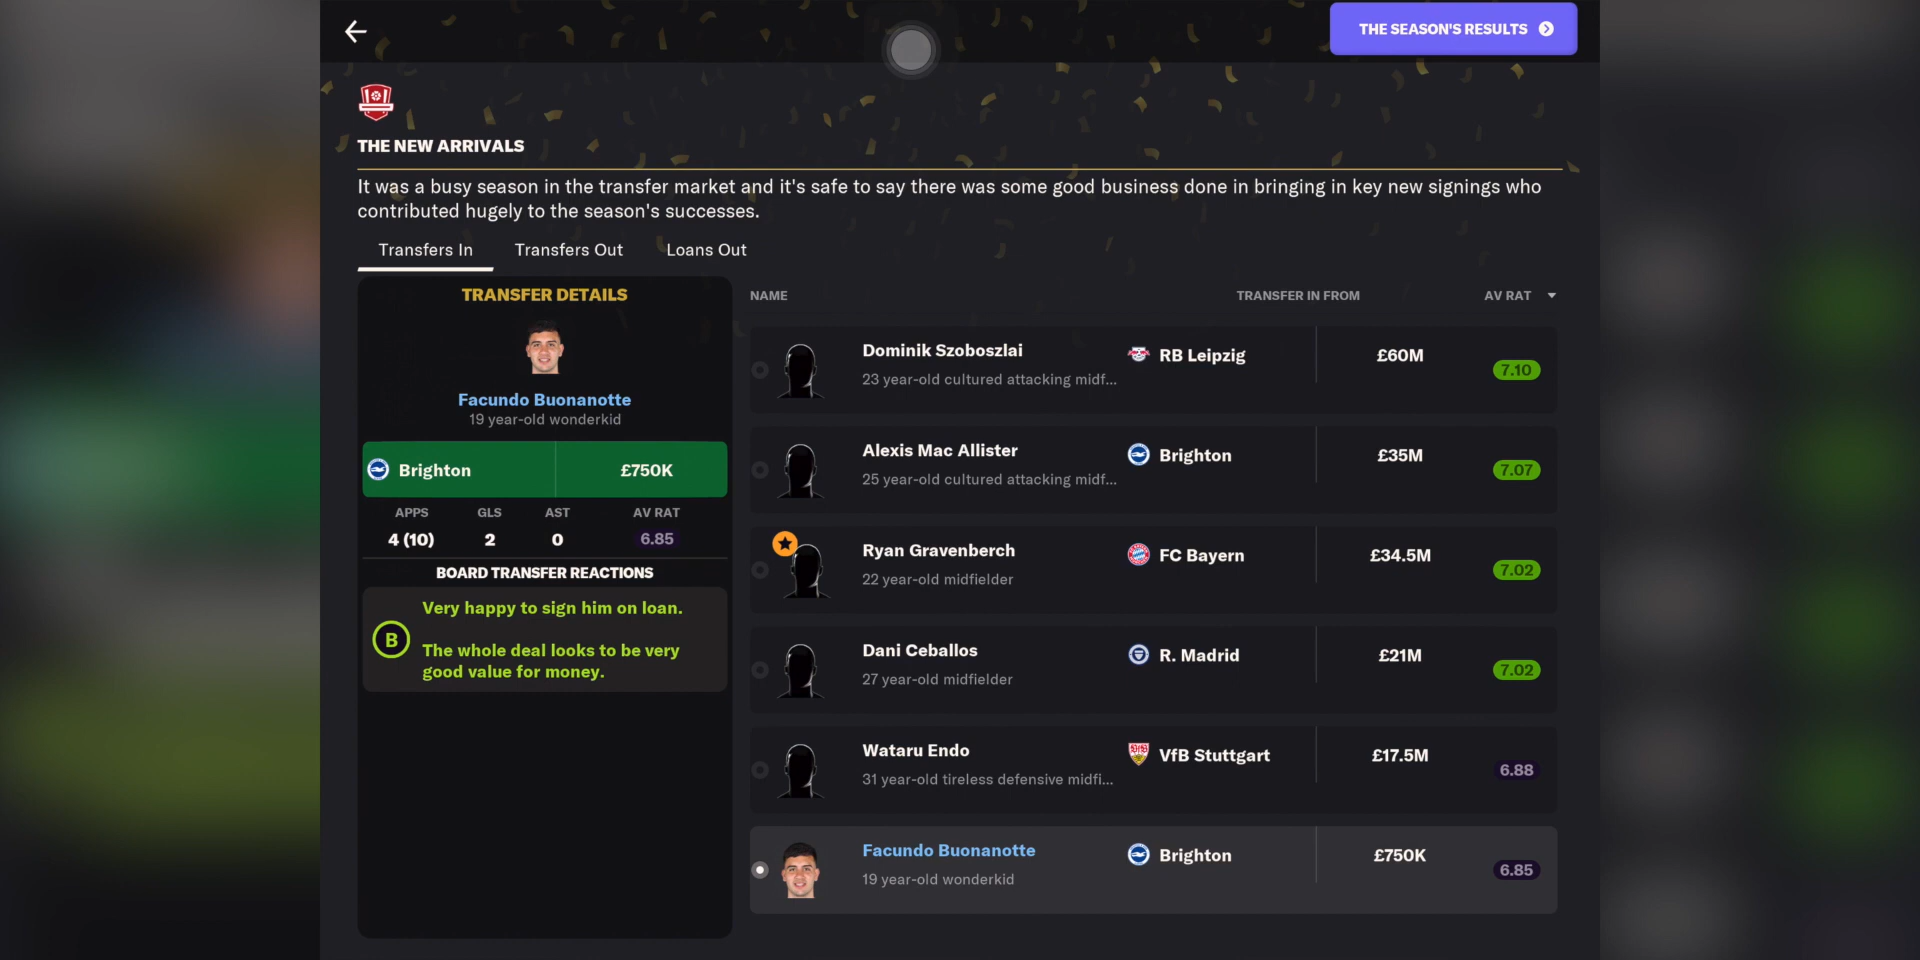 THE SEASON'S RESULTS
THE NEW ARRIVALS
It was a busy season in the transfer market and it's safe to say there was some good business done in bringing in key new signings who
contributed hugely to the season's successes.
Transfers In Transfers Out Loans Out
TRANSFER DETAILS
Facundo Buonanotte
19 year-old wonderkid
Brighton £750K
APPS GLS AST AV RAT
4 (10) 2 0 6.85
BOARD TRANSFER REACTIONS
B
Very happy to sign him on loan.
The whole deal looks to be very
good value for money.
NAME TRANSFER IN FROM AV RAT
Dominik Szoboszlai RB Leipzig £60M 7.10
23 year-old cultured attacking midf...
Alexis Mac Allister Brighton £35M 7.07
25 year-old cultured attacking midf...
Ryan Gravenberch FC Bayern £34.5M 7.02
22 year-old midfielder
Dani Ceballos R. Madrid £21M 7.02
27 year-old midfielder
Wataru Endo VfB Stuttgart £17.5M 6.88
31 year-old tireless defensive midfi...
Facundo Buonanotte Brighton £750K 6.85
19 year-old wonderkid